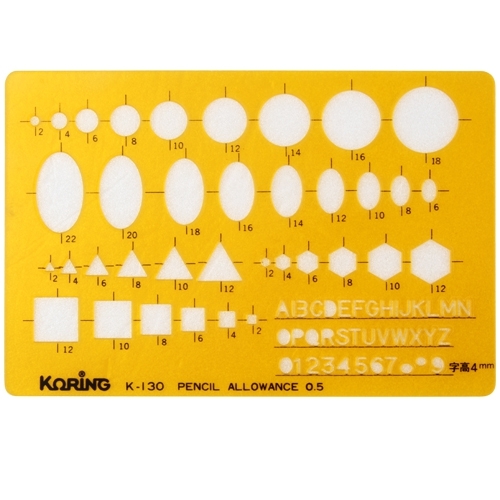 2 4 6 8 10 12 14 16 18
22 20 18 16 14 12 10 8 6
2 4 6 8 10 12 2 4 6 8 10 12
12 10 8 6 4 2
ABCDEFGHIJKLMN
OPQRSTUVWXYZ
01234567 9 字高4mm
KORING K-130 PENCIL ALLOWANCE 0.5